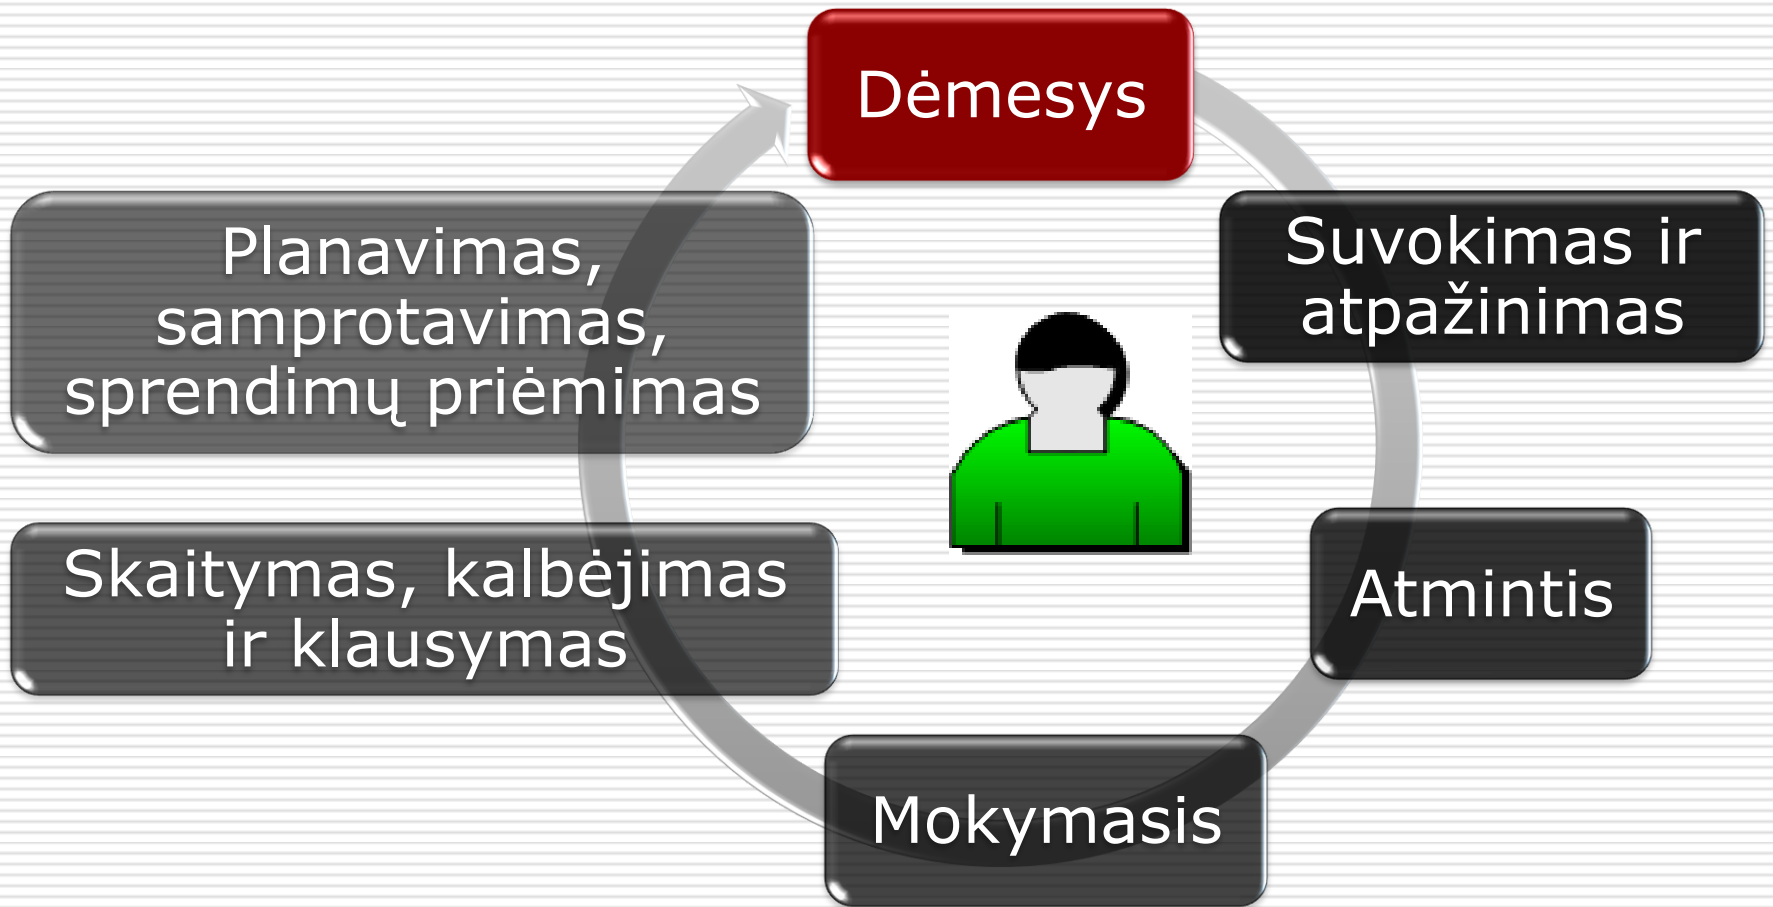 Dėmesys
Suvokimas ir
atpažinimas
Atmintis
Mokymasis
Skaitymas, kalbėjimas
ir klausymas
Planavimas,
samprotavimas,
sprendimų priėmimas